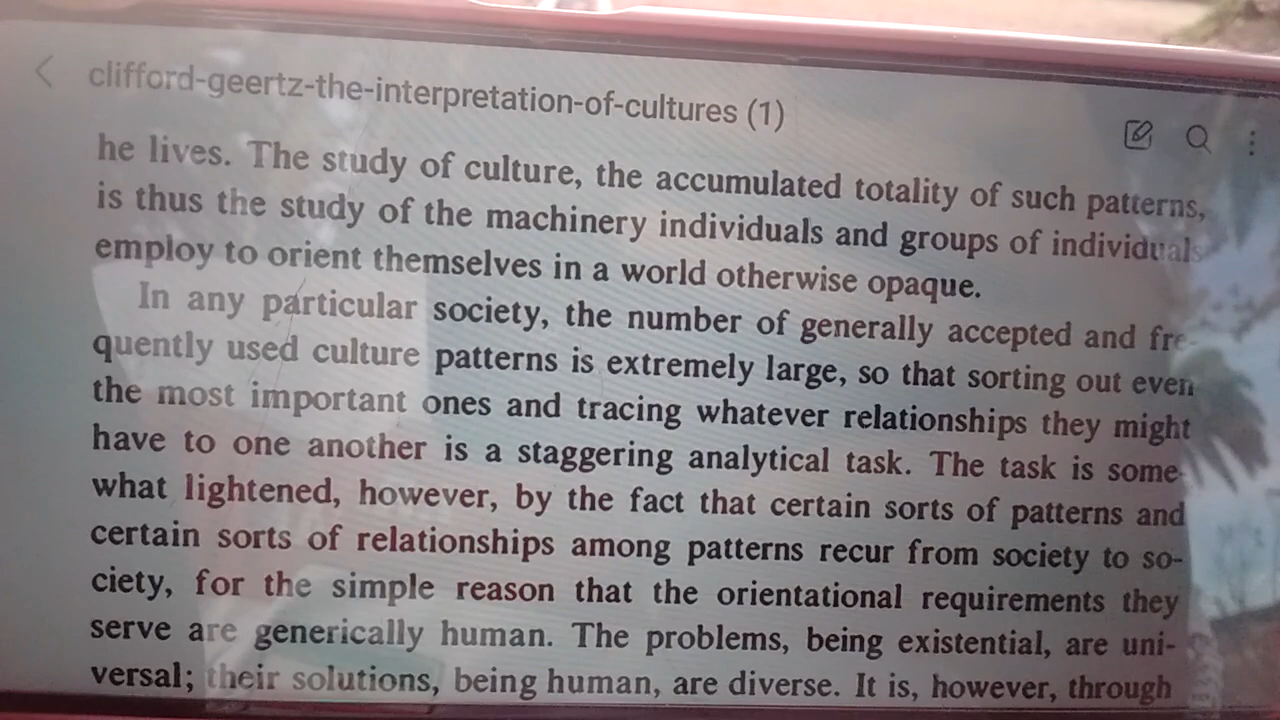 clifford-geertz-the-interpretation-of-cultures (1)
he lives. The study of culture, the accumulated totality of such patterns,
is thus the study of the machinery individuals and groups of individuals
employ to orient themselves in a world otherwise opaque.
In any particular society, the number of generally accepted and fre-
quently used culture patterns is extremely large, so that sorting out even
the most important ones and tracing whatever relationships they might
have to one another is a staggering analytical task. The task is some-
what lightened, however, by the fact that certain sorts of patterns and
certain sorts of relationships among patterns recur from society to so-
ciety, for the simple reason that the orientational requirements they
serve are generically human. The problems, being existential, are uni-
versal; their solutions, being human, are diverse. It is, however, through